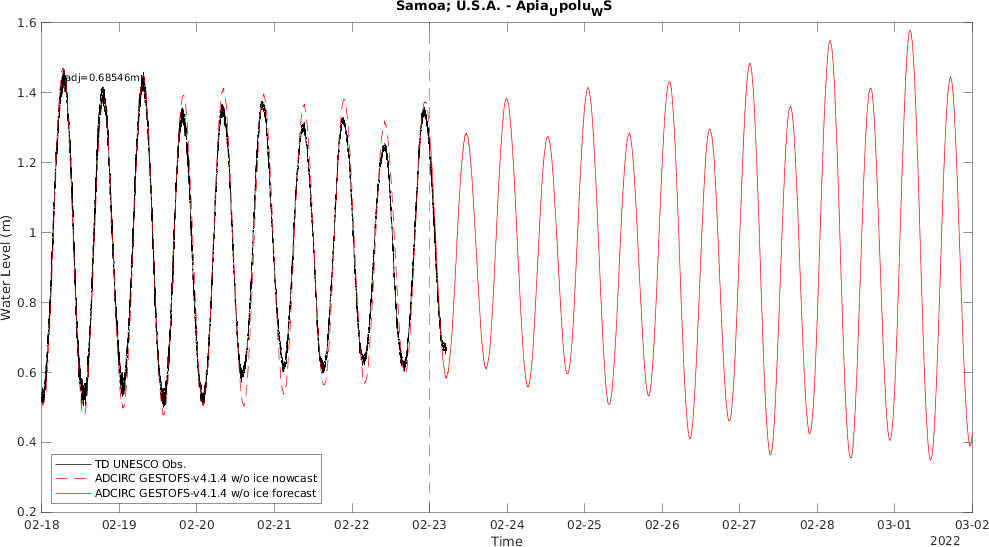 Samoa; U.S.A. - ApiaUpoluWS
1.6
1.4
1.2
1
0.8
0.6
0.4
0.2
Water Level (m)
adj=0.68546m
TD UNESCO Obs.
ADCIRC GESTOFS-v4.1.4 w/o ice nowcast
ADCIRC GESTOFS-v4.1.4 w/o ice forecast
02-18 02-19 02-20 02-21 02-22 02-23 02-24 02-25 02-26 02-27 02-28 03-01 03-02
Time
2022